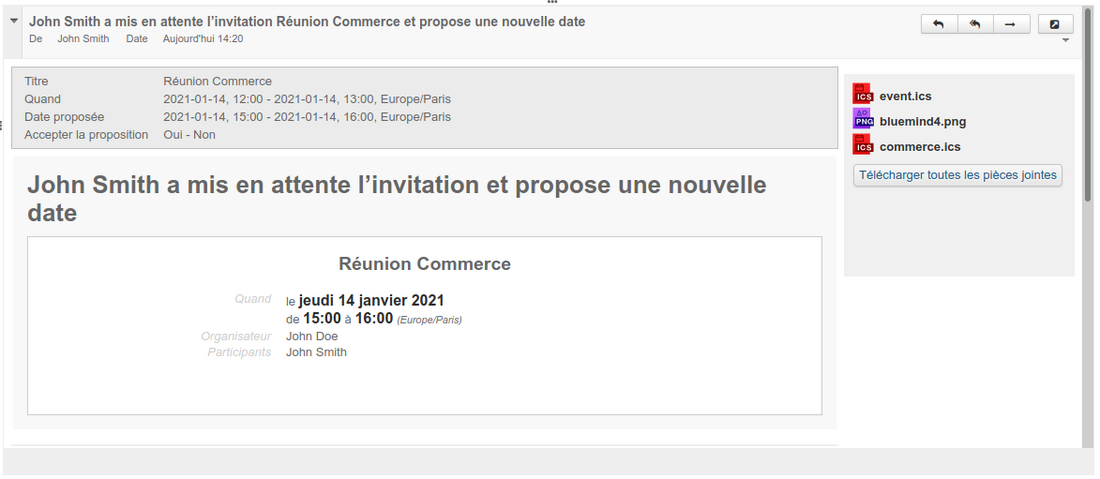 John Smith a mis en attente l’invitation Réunion Commerce et propose une nouvelle date
De John Smith Date Aujourd'hui 14:20
Titre Réunion Commerce
Quand 2021-01-14, 12:00 - 2021-01-14, 13:00, Europe/Paris
Date proposée 2021-01-14, 15:00 - 2021-01-14, 16:00, Europe/Paris
Accepter la proposition Oui - Non
ICS event.ics
PNG bluemind4.png
ICS commerce.ics
Télécharger toutes les pièces jointes
John Smith a mis en attente l’invitation et propose une nouvelle
date
Réunion Commerce
Quand le jeudi 14 janvier 2021
de 15:00 à 16:00 (Europe/Paris)
Organisateur John Doe
Participants John Smith